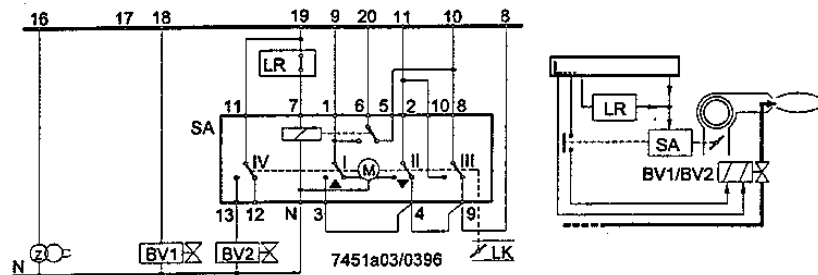 16 17 18 19 9 20 11 10 8
LR
11 7 1 6 5 2 10 8
SA
IV I M II III
13 12 N 3 4 9
Z BV1 BV2 7451a03/0396 LK
N
L
LR
SA
BV1/BV2